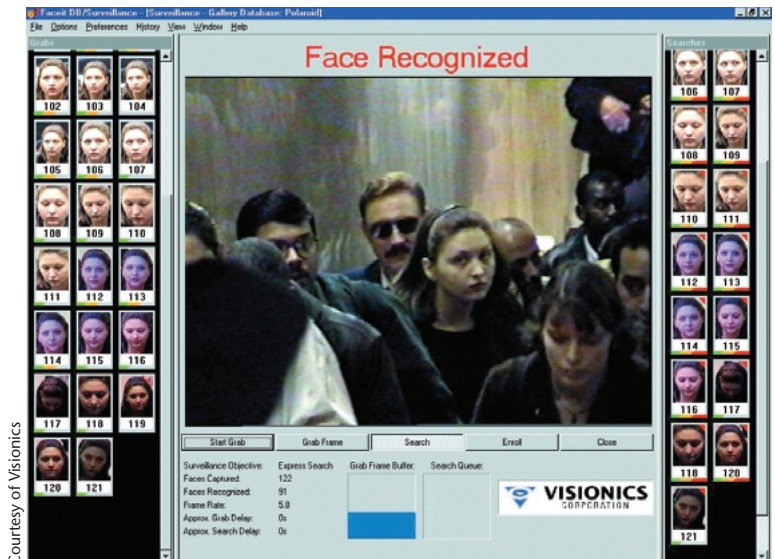 Faceit DB/Surveillance - [Surveillance - Gallery Database: Polaroid]
File Options Preferences History View Window Help
Grabs
102 103 104
105 106 107
108 109 110
111 112 113
114 115 116
117 118 119
120 121
Face Recognized
Start Grab Grab Frame Search Enroll Close
Surveillance Objective: Express Search
Faces Captured: 122
Faces Recognized: 91
Frame Rate: 5.0
Approx. Grab Delay: 0s
Approx. Search Delay: 0s
Grab Frame Buffer: Search Queue:
VISIONICS
CORPORATION
Searches
106 107
108 109
110 111
112 113
114 115
116 117
118 120
121
Courtesy of Visionics